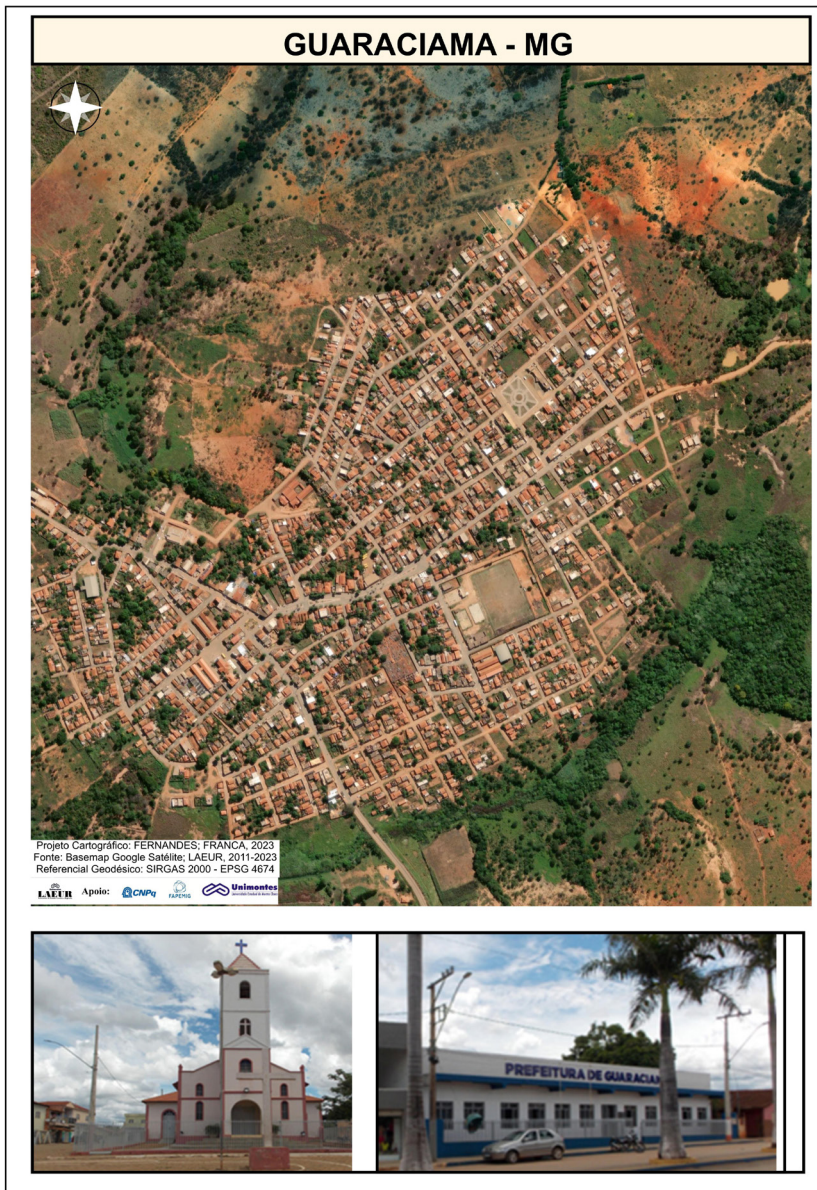 GUARACIAMA - MG
Projeto Cartográfico: FERNANDES; FRANCA, 2023
Fonte: Basemap Google Satélite; LAEUR, 2011-2023
Referencial Geodésico: SIRGAS 2000 - EPSG 4674
LAEUR Apoio: CNPq FAPEMIG Unimontes
PREFEITURA DE GUARACIAM